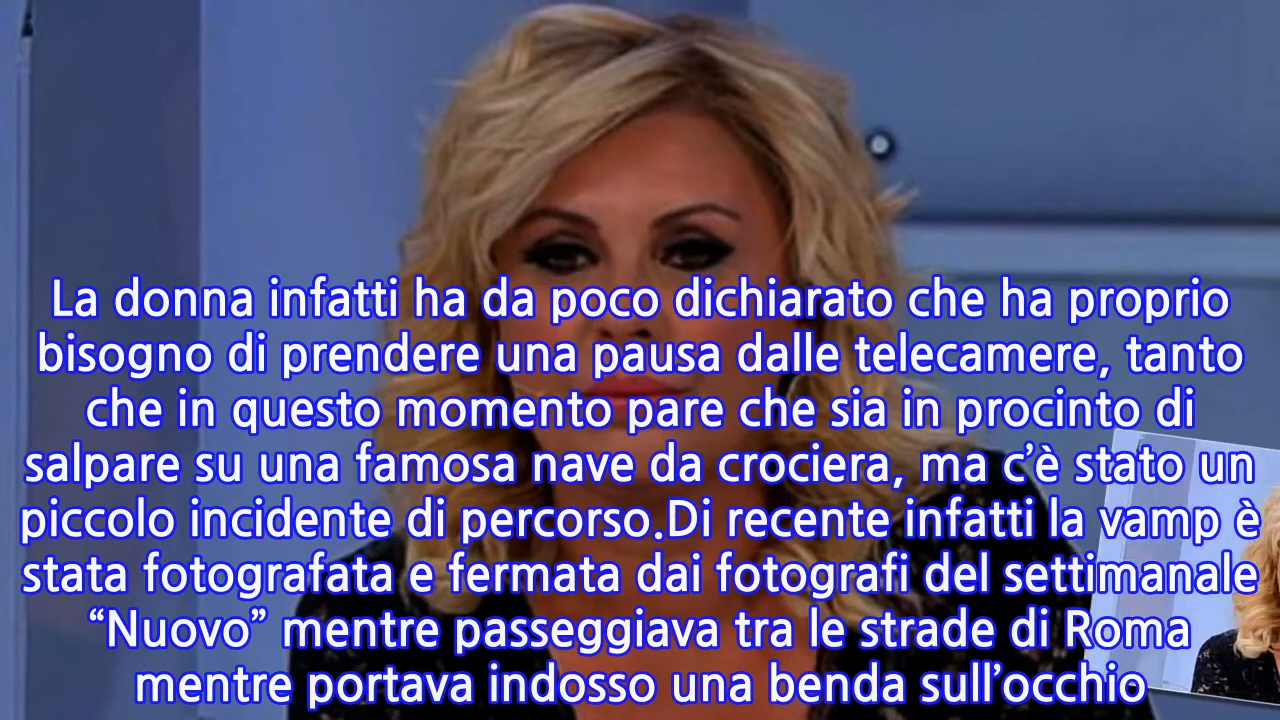 La donna infatti ha da poco dichiarato che ha proprio
bisogno di prendere una pausa dalle telecamere, tanto
che in questo momento pare che sia in procinto di
salpare su una famosa nave da crociera, ma c’è stato un
piccolo incidente di percorso.Di recente infatti la vamp è
stata fotografata e fermata dai fotografi del settimanale
“Nuovo” mentre passeggiava tra le strade di Roma
mentre portava indosso una benda sull’occhio